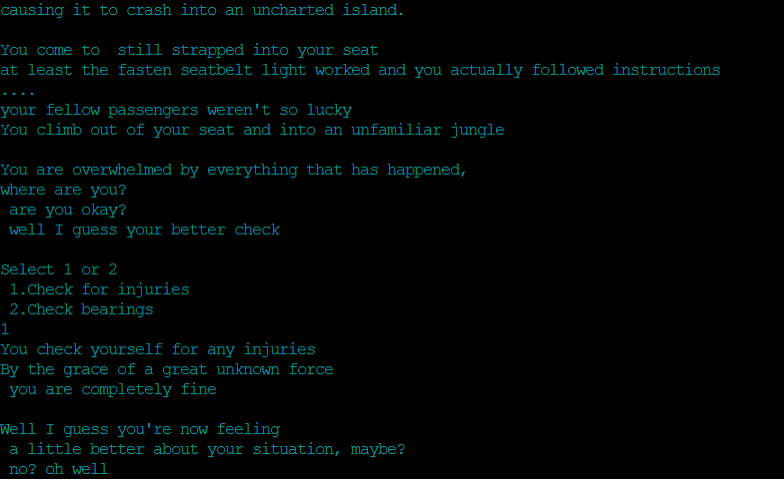 causing it to crash into an uncharted island.
You come to  still strapped into your seat
at least the fasten seatbelt light worked and you actually followed instructions
....
your fellow passengers weren't so lucky
You climb out of your seat and into an unfamiliar jungle
You are overwhelmed by everything that has happened,
where are you?
are you okay?
well I guess your better check
Select 1 or 2
1.Check for injuries
2.Check bearings
1
You check yourself for any injuries
By the grace of a great unknown force
you are completely fine
Well I guess you're now feeling
a little better about your situation, maybe?
no? oh well